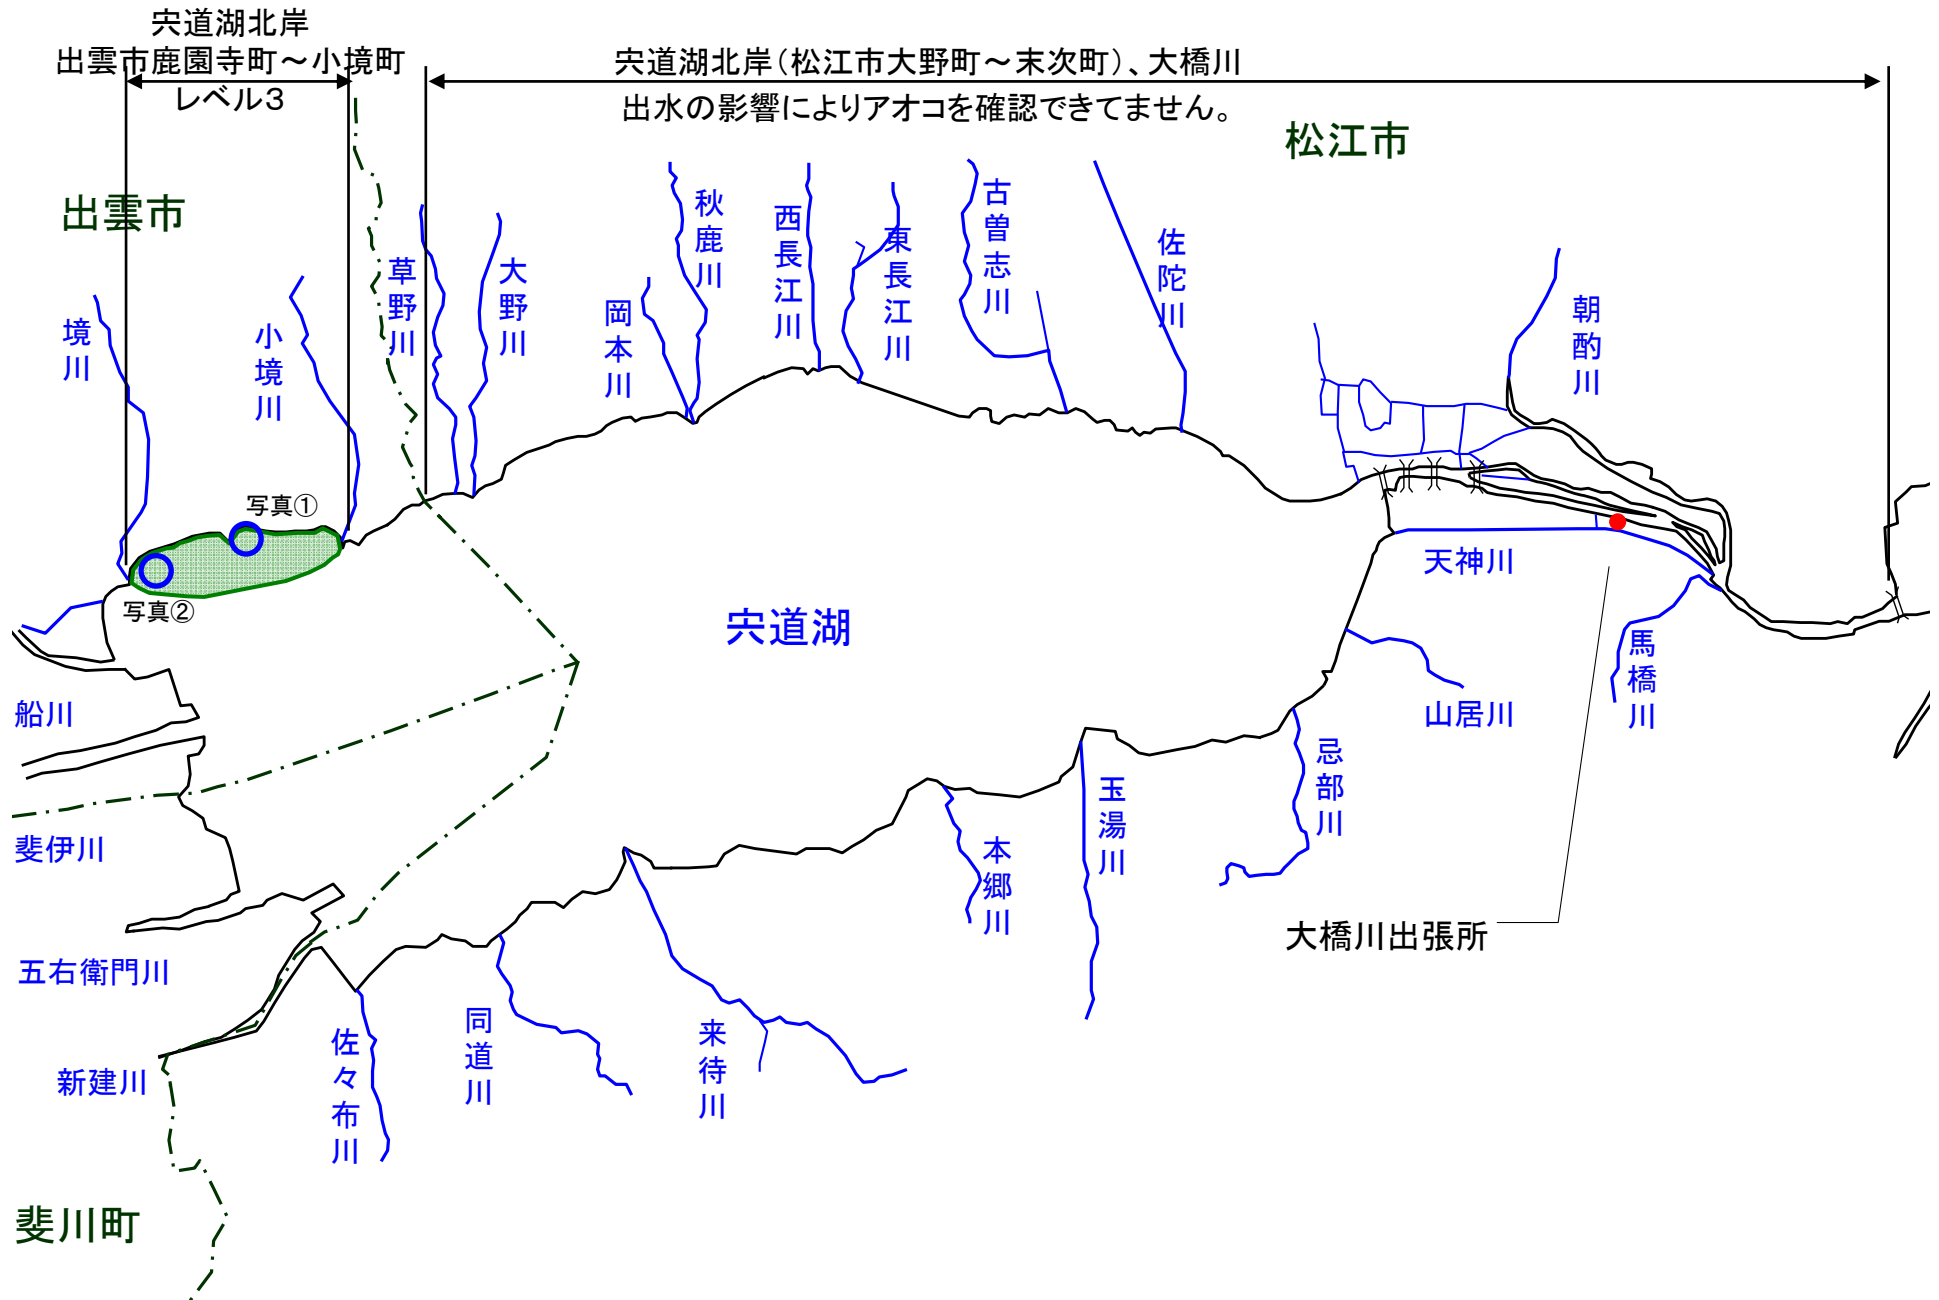 宍道湖北岸
出雲市鹿園寺町～小境町
レベル3
宍道湖北岸(松江市大野町～末次町)、大橋川
出水の影響によりアオコを確認できてません。
松江市
出雲市
境川
小境川
草野川
大野川
岡本川
秋鹿川
西長江川
東長江川
古曽志川
佐陀川
朝酌川
写真①
写真②
天神川
宍道湖
馬橋川
船川
山居川
忌部川
玉湯川
斐伊川
本郷川
大橋川出張所
五右衛門川
新建川
佐々布川
同道川
来待川
斐川町